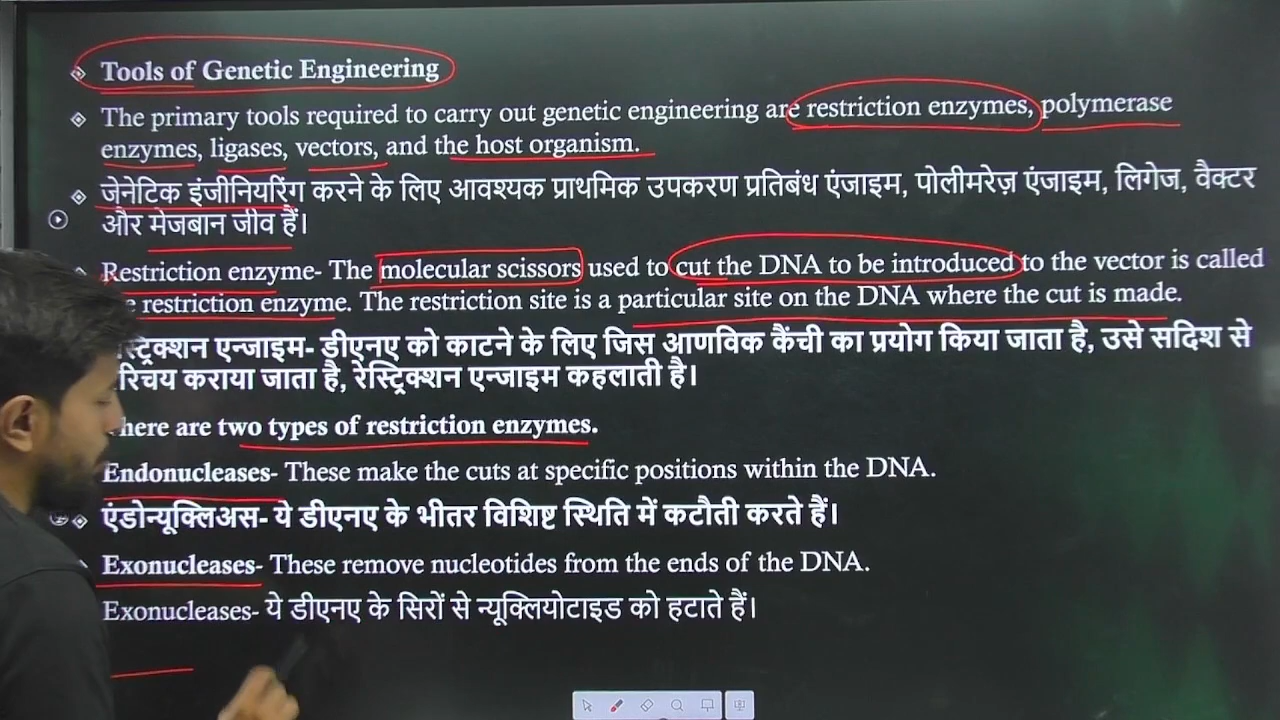 Tools of Genetic Engineering
The primary tools required to carry out genetic engineering are restriction enzymes, polymerase
enzymes, ligases, vectors, and the host organism.
जेनेटिक इंजीनियरिंग करने के लिए आवश्यक प्राथमिक उपकरण प्रतिबंध एंजाइम, पोलीमरेज़ एंजाइम, लिगेज, वैक्टर
और मेजबान जीव हैं।
Restriction enzyme- The molecular scissors used to cut the DNA to be introduced to the vector is called
restriction enzyme. The restriction site is a particular site on the DNA where the cut is made.
एन्जाइम- डीएनए को काटने के लिए जिस आणविक कैंची का प्रयोग किया जाता है, उसे सदिश से
कराया जाता है, रेस्ट्रिक्शन एन्जाइम कहलाती है।
here are two types of restriction enzymes.
Endonucleases- These make the cuts at specific positions within the DNA.
एंडोन्यूक्लिअस- ये डीएनए के भीतर विशिष्ट स्थिति में कटौती करते हैं।
Exonucleases- These remove nucleotides from the ends of the DNA.
Exonucleases- ये डीएनए के सिरों से न्यूक्लियोटाइड को हटाते हैं।